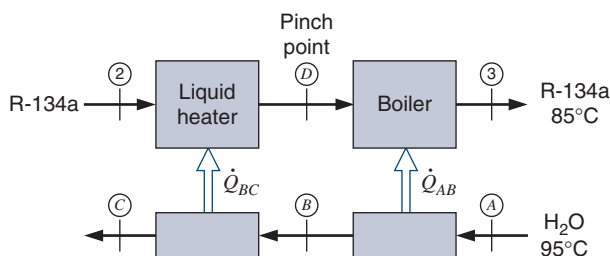 Pinch
point
2
D
3
R-134a
Liquid
heater
Boiler
R-134a
85°C
Q̇BC
Q̇AB
C
B
A
H₂O
95°C